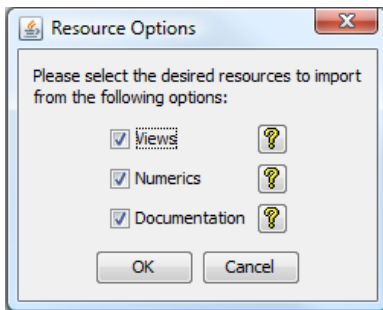 Resource Options
Please select the desired resources to import
from the following options:
Views
Numerics
Documentation
OK Cancel